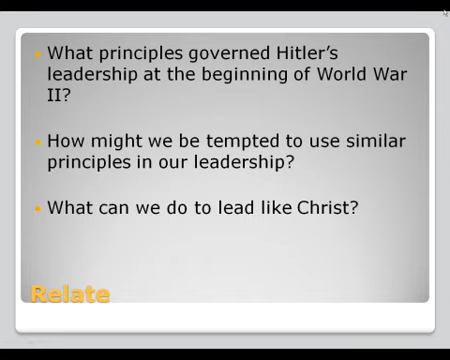 What principles governed Hitler's
leadership at the beginning of World War
II?
How might we be tempted to use similar
principles in our leadership?
What can we do to lead like Christ?
Relate